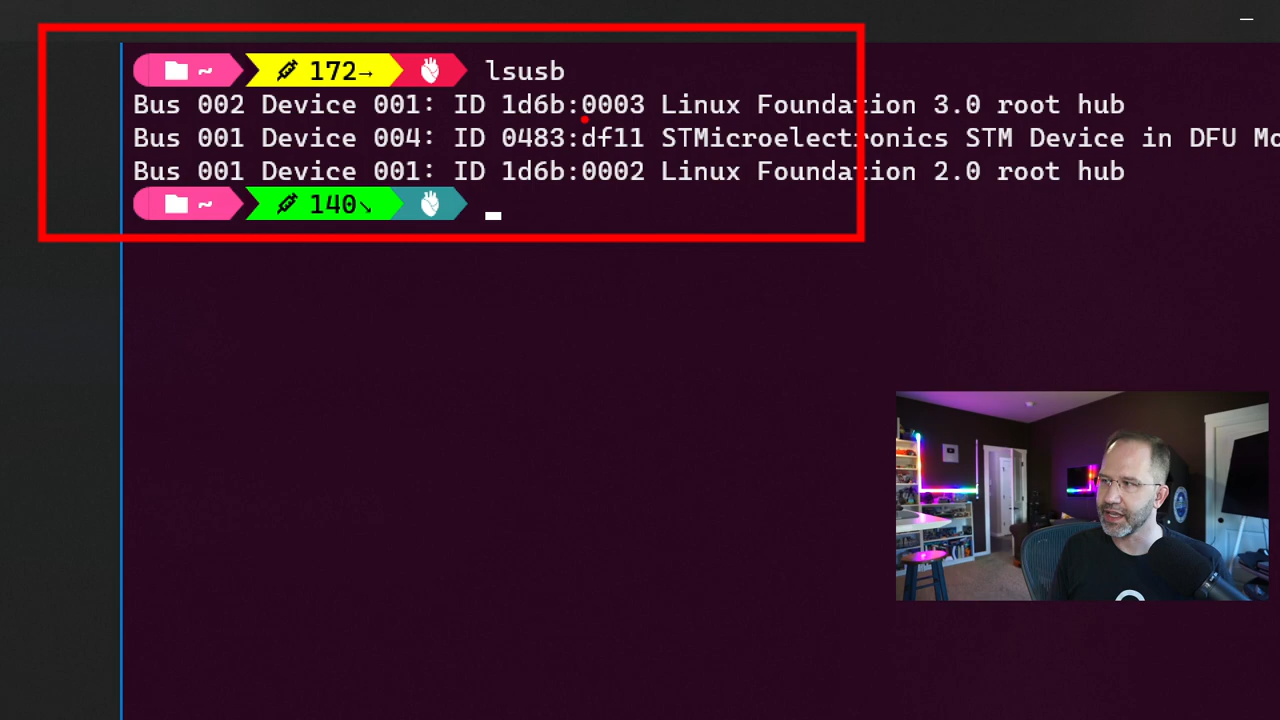 ~ 172→ lsusb
Bus 002 Device 001: ID 1d6b:0003 Linux Foundation 3.0 root hub
Bus 001 Device 004: ID 0483:df11 STMicroelectronics STM Device in DFU Mo
Bus 001 Device 001: ID 1d6b:0002 Linux Foundation 2.0 root hub
~ 140↘